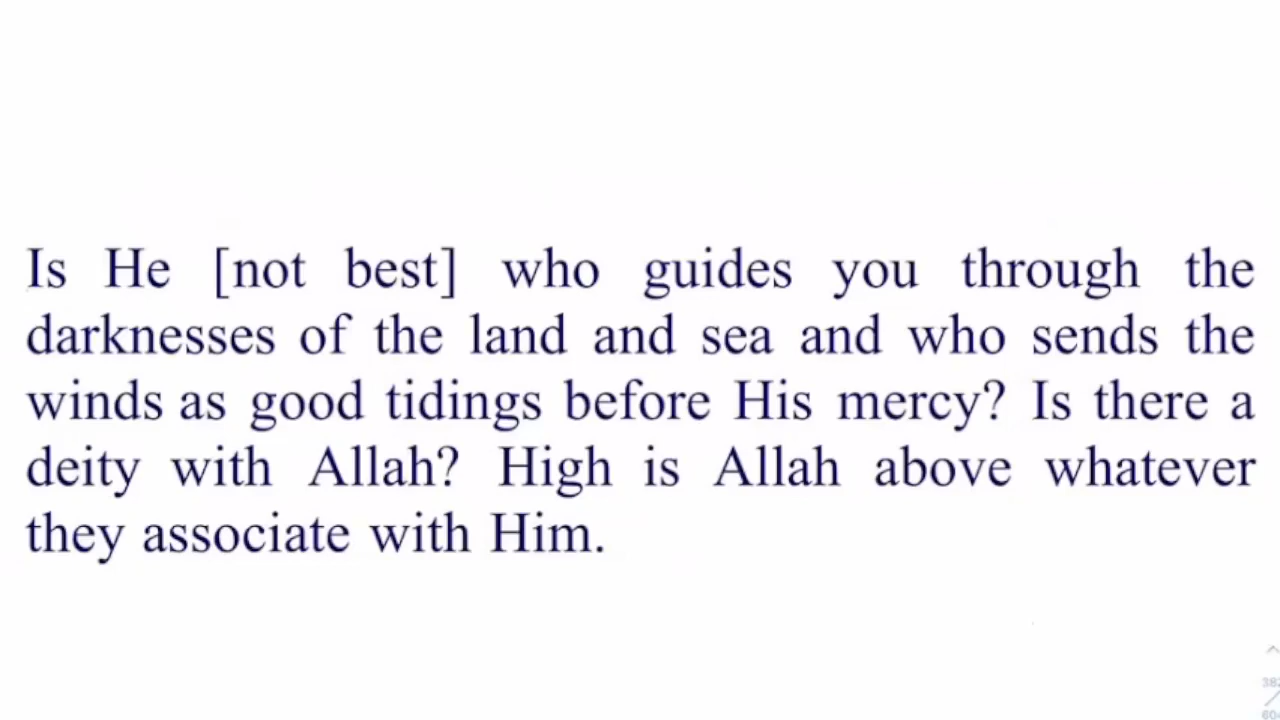 Is He [not best] who guides you through the
darknesses of the land and sea and who sends the
winds as good tidings before His mercy? Is there a
deity with Allah? High is Allah above whatever
they associate with Him.